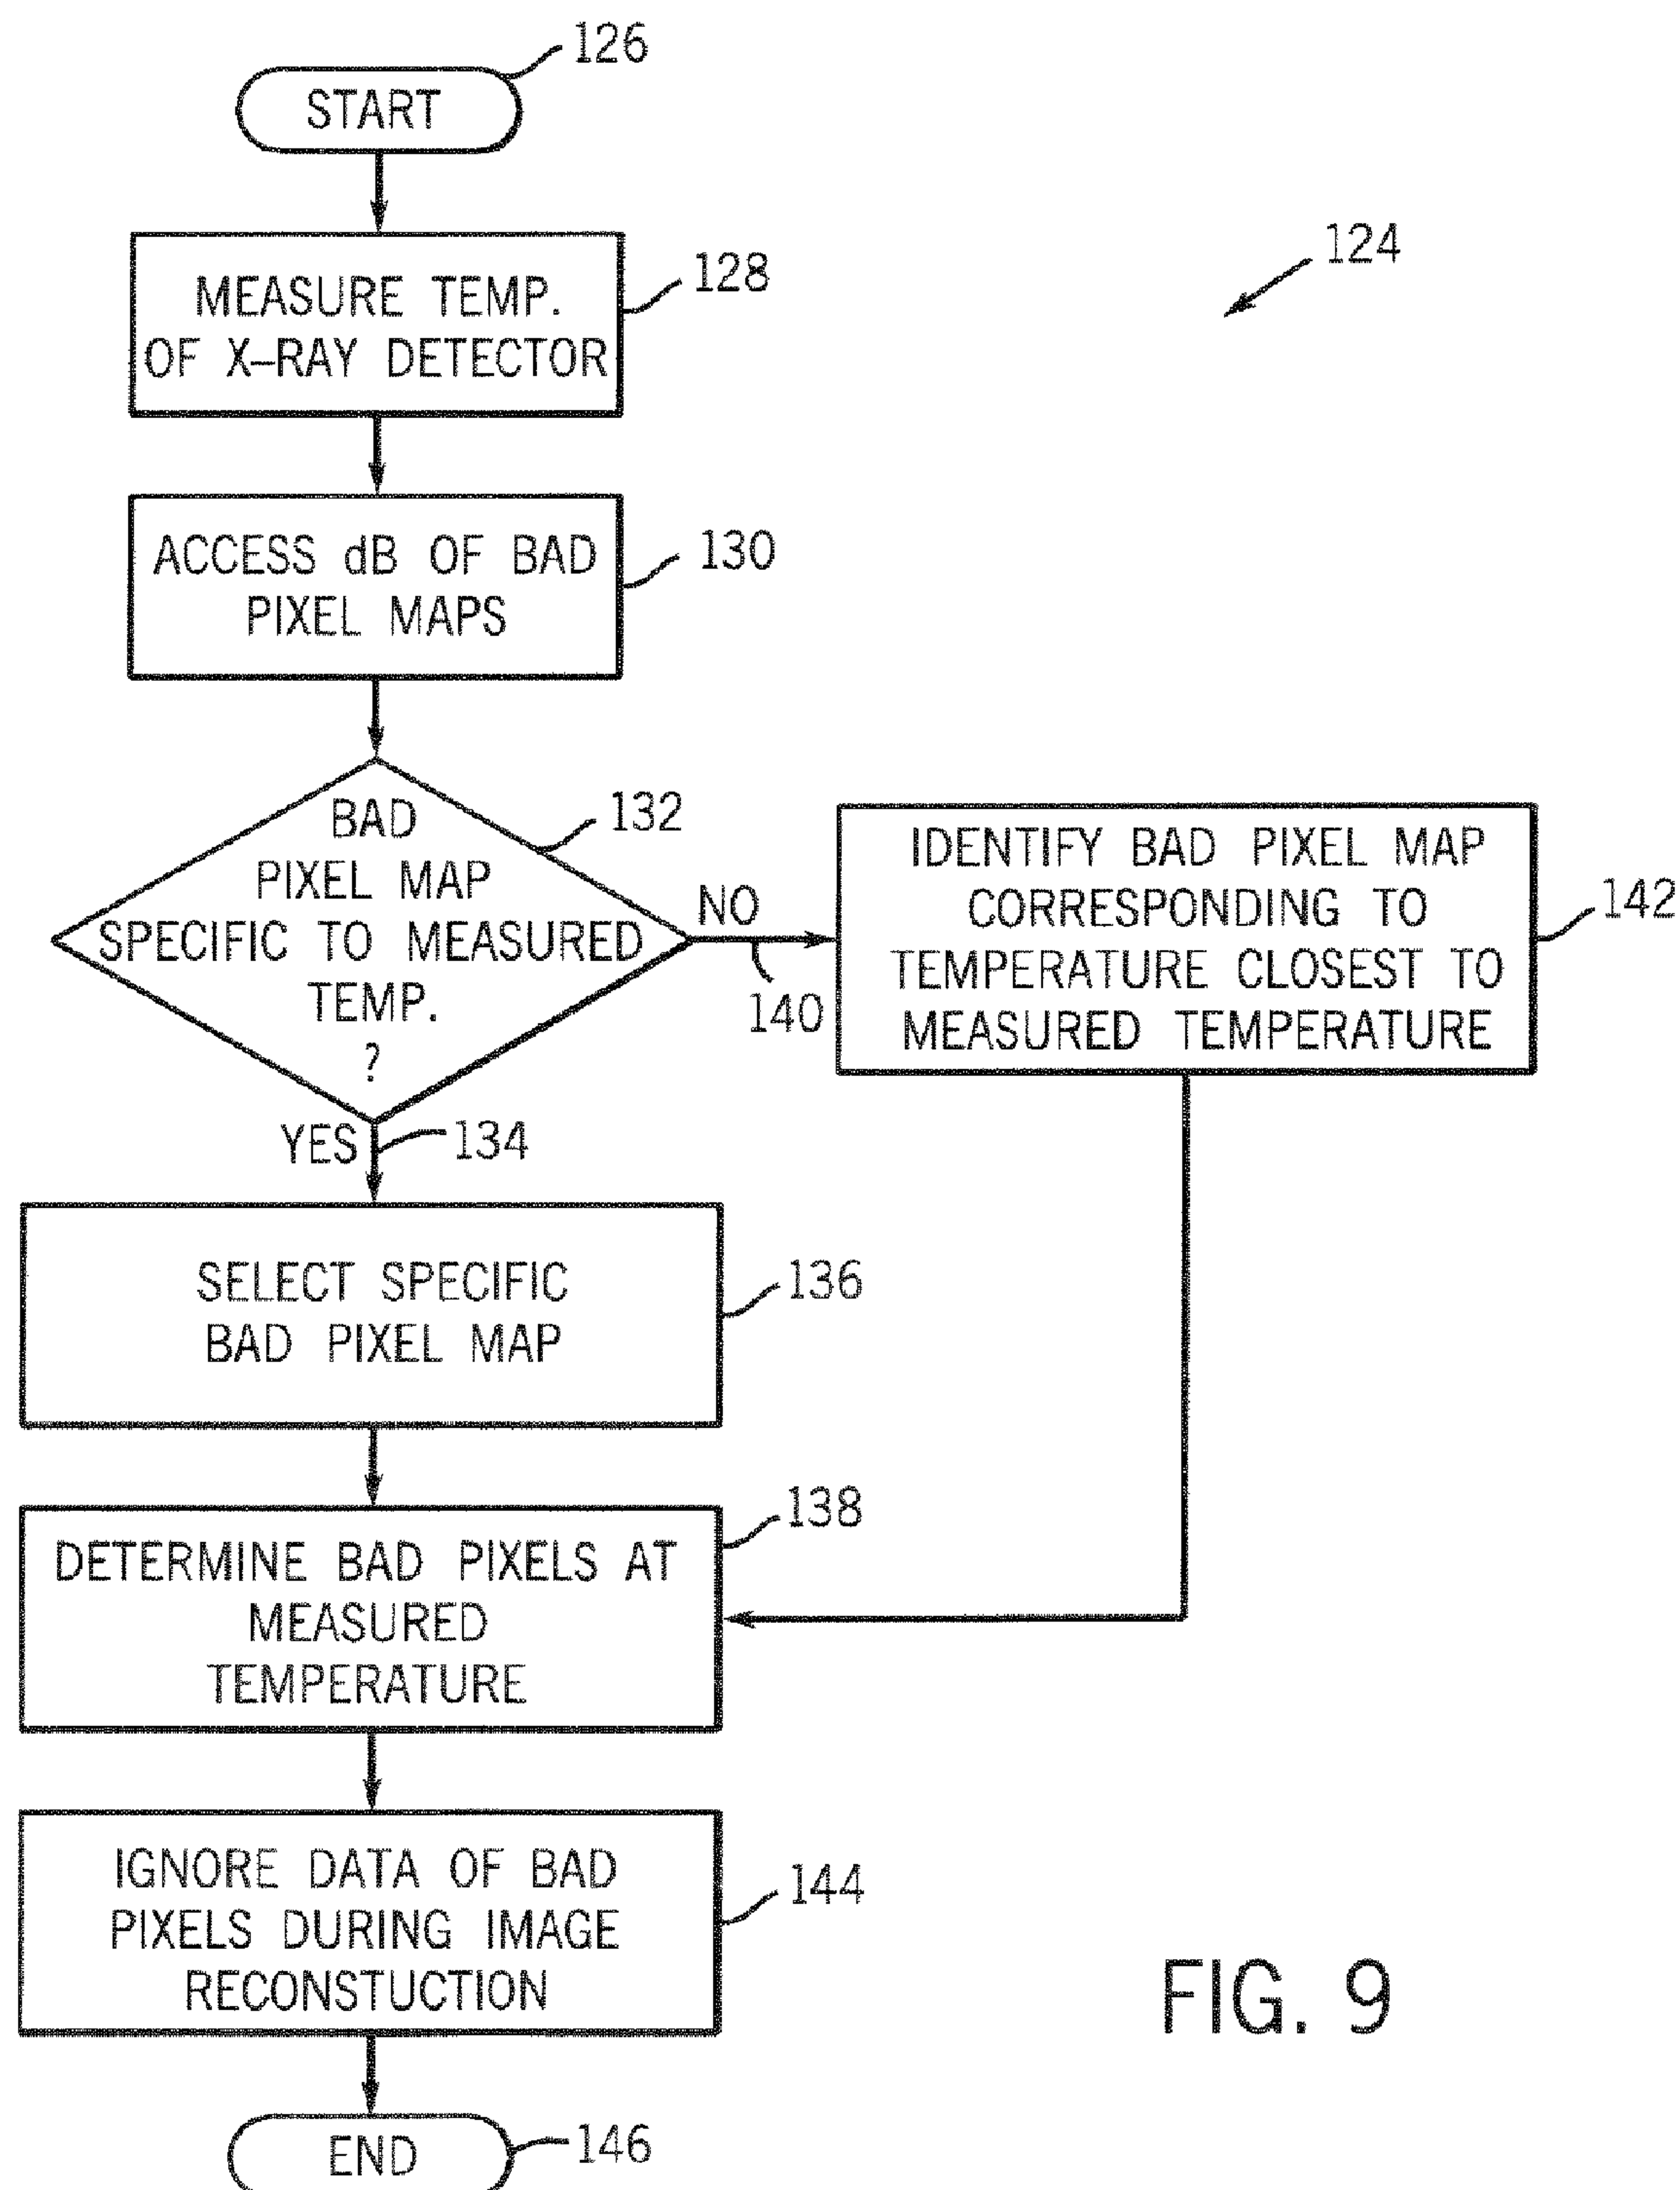 126
START
124
128
MEASURE TEMP.
OF X-RAY DETECTOR
130
ACCESS dB OF BAD
PIXEL MAPS
132
BAD
PIXEL MAP
SPECIFIC TO MEASURED
TEMP.
?
NO
140
IDENTIFY BAD PIXEL MAP
CORRESPONDING TO
TEMPERATURE CLOSEST TO
MEASURED TEMPERATURE
142
YES
134
SELECT SPECIFIC
BAD PIXEL MAP
136
138
DETERMINE BAD PIXELS AT
MEASURED
TEMPERATURE
IGNORE DATA OF BAD
PIXELS DURING IMAGE
RECONSTUCTION
144
FIG. 9
END
146